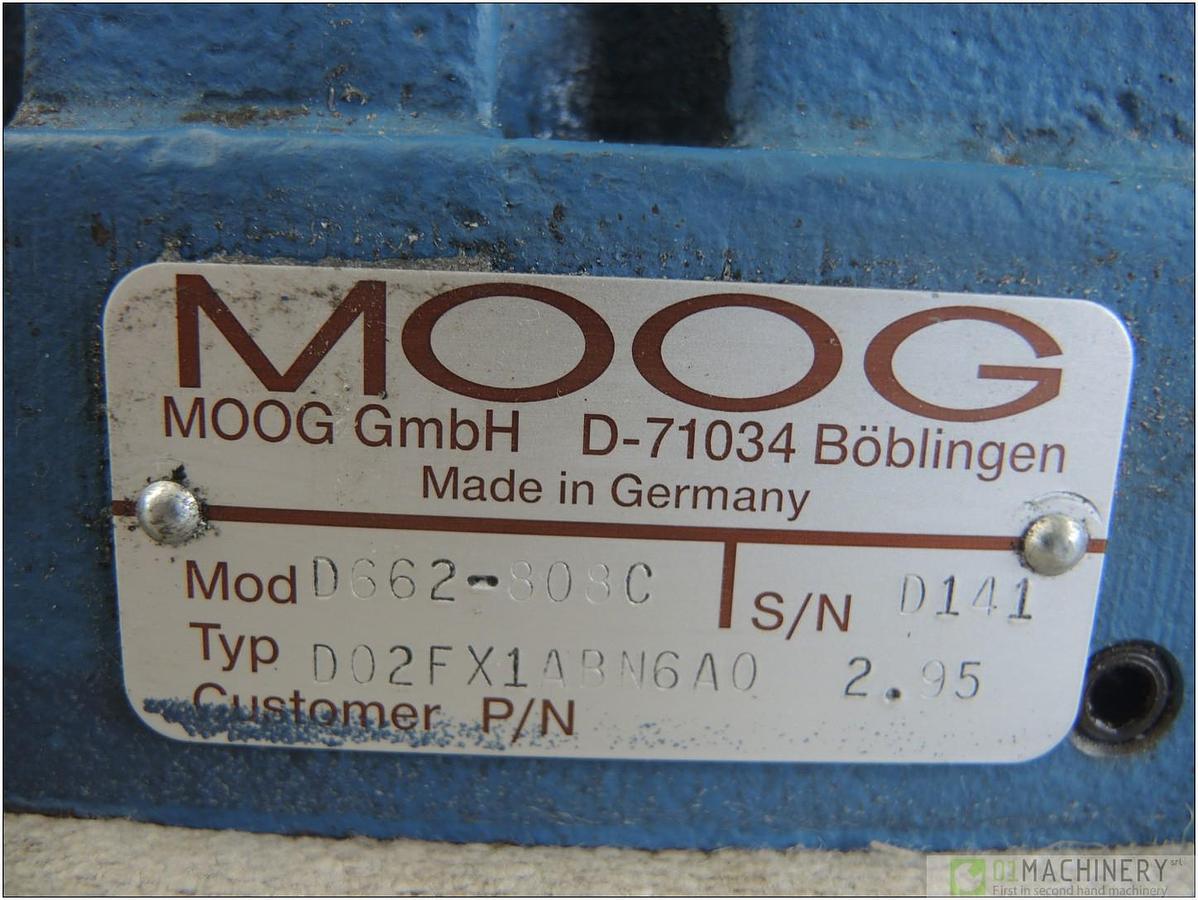 MOOG
MOOG GmbH D-71034 Böblingen
Made in Germany
Mod D662-808C S/N D141
Typ D02FX1ABN6A0 2.95
Customer P/N
01MACHINERY srl
First in second hand machinery